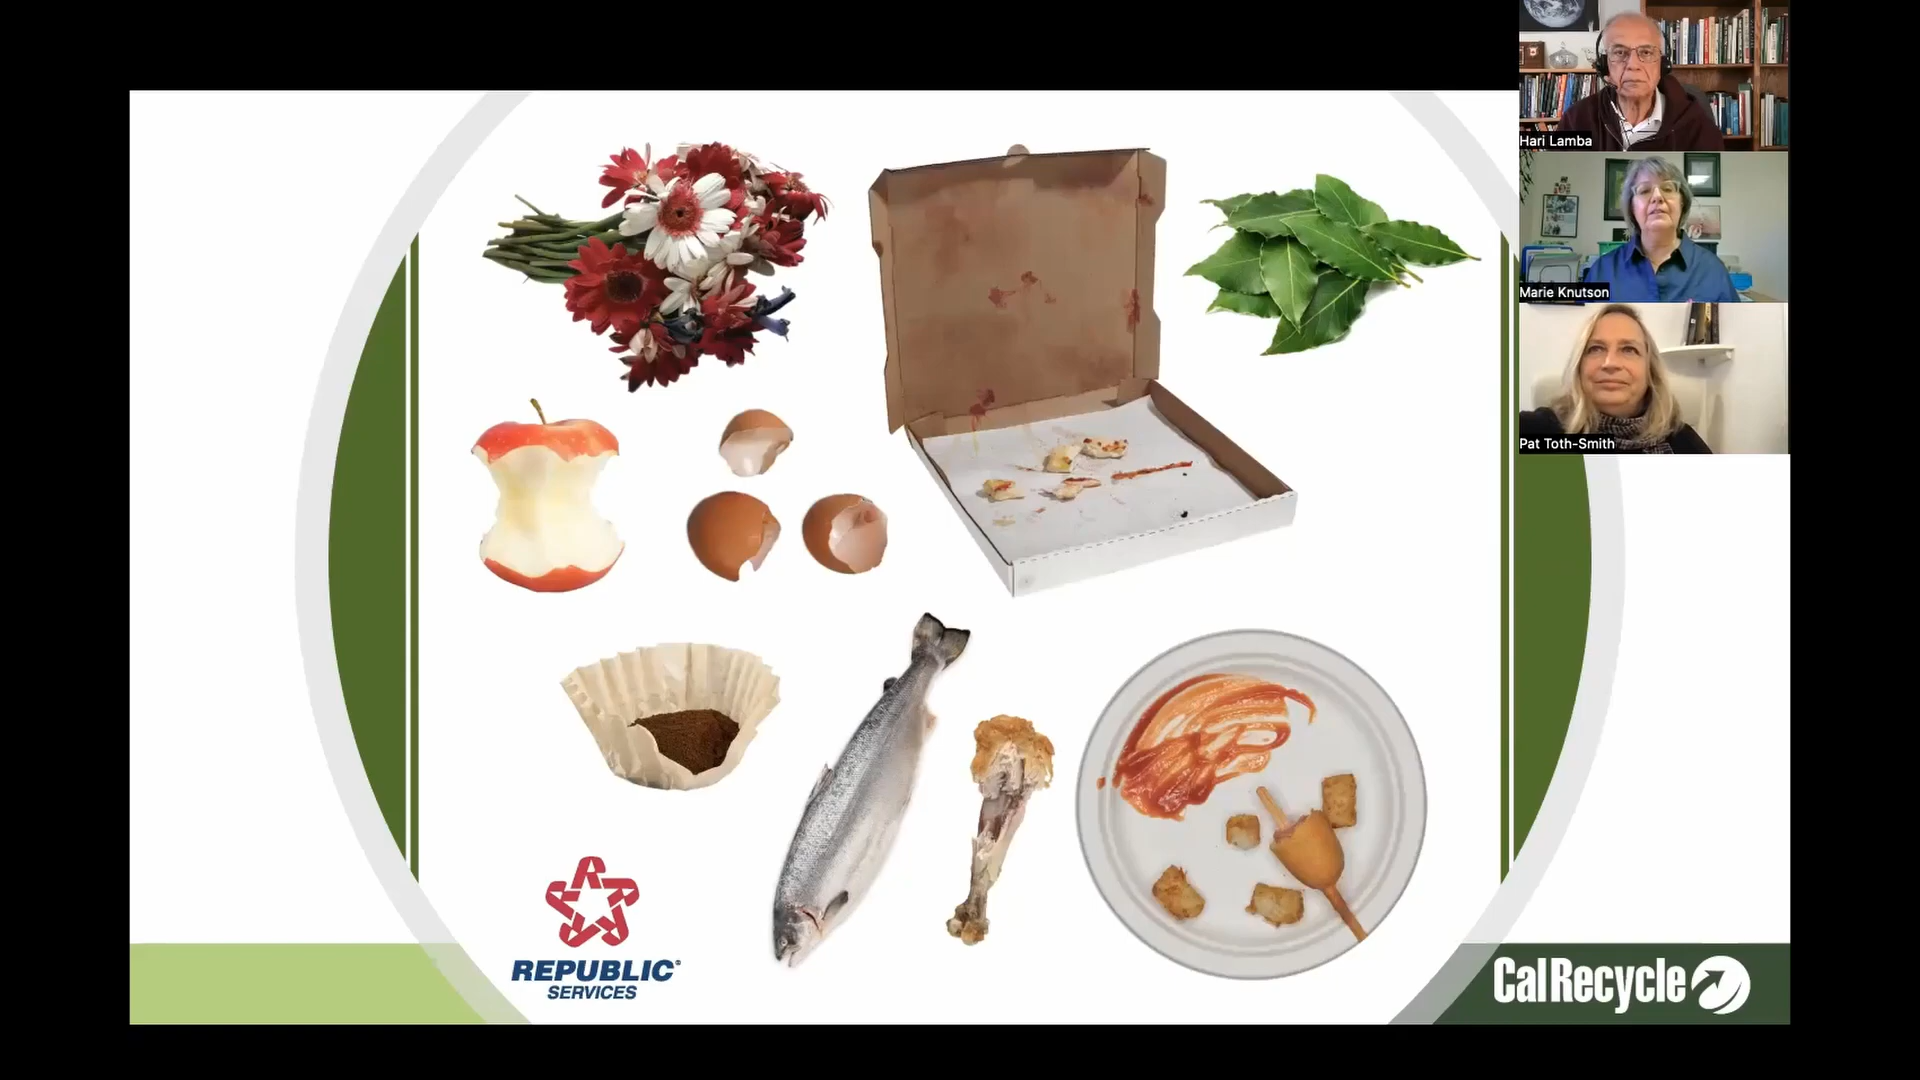 Hari Lamba
Marie Knutson
Pat Toth-Smith
REPUBLIC
SERVICES
CalRecycle